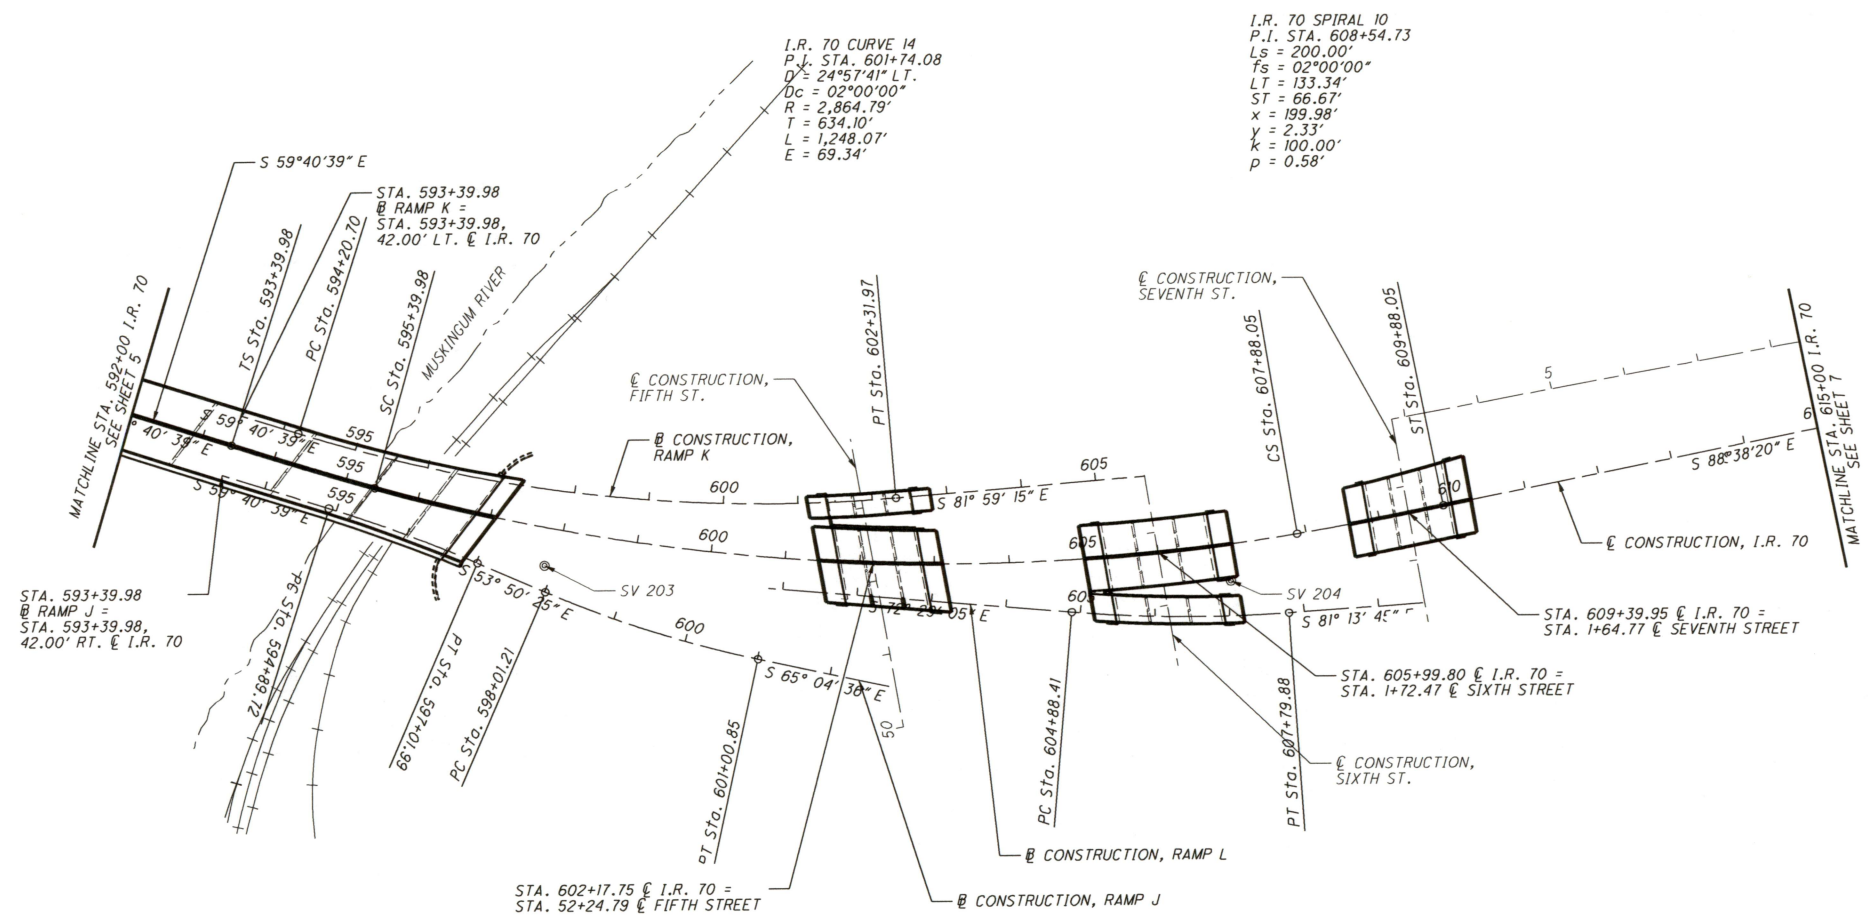 I.R. 70 CURVE 14
P.I. STA. 601+74.08
D = 24°57'41" LT.
Dc = 02°00'00"
R = 2,864.79'
T = 634.10'
L = 1,248.07'
E = 69.34'
I.R. 70 SPIRAL 10
P.I. STA. 608+54.73
Ls = 200.00'
fs = 02°00'00"
LT = 133.34'
ST = 66.67'
x = 199.98'
y = 2.33'
k = 100.00'
p = 0.58'
S 59°40'39" E
STA. 593+39.98
℄ RAMP K =
STA. 593+39.98,
42.00' LT. ℄ I.R. 70
MATCHLINE STA. 592+00 I.R. 70
SEE SHEET 5
TS Sta. 593+39.98
PC Sta. 594+20.70
SC Sta. 595+39.98
MUSKINGUM RIVER
℄ CONSTRUCTION,
FIFTH ST.
PT Sta. 602+31.97
℄ CONSTRUCTION,
SEVENTH ST.
CS Sta. 607+88.05
ST Sta. 609+88.05
MATCHLINE STA. 615+00 I.R. 70
SEE SHEET 7
5
S 59° 40' 39" E
595
° 40' 39" E
595
S 59° 40' 39" E
595
℄ CONSTRUCTION,
RAMP K
600
605
S 81° 59' 15" E
600
605
610
6
S 88°38'20" E
℄ CONSTRUCTION, I.R. 70
S 53° 50' 25" E
SV 203
S 72° 29' 05" E
605
SV 204
S 81° 13' 45"
STA. 593+39.98
℄ RAMP J =
STA. 593+39.98,
42.00' RT. ℄ I.R. 70
PC Sta. 594+89.72
PT Sta. 597+01.99
PC Sta. 598+01.21
600
S 65° 04' 38" E
50
PT Sta. 601+00.85
PC Sta. 604+88.41
PT Sta. 607+79.88
STA. 609+39.95 ℄ I.R. 70 =
STA. 1+64.77 ℄ SEVENTH STREET
STA. 605+99.80 ℄ I.R. 70 =
STA. 1+72.47 ℄ SIXTH STREET
℄ CONSTRUCTION,
SIXTH ST.
℄ CONSTRUCTION, RAMP L
STA. 602+17.75 ℄ I.R. 70 =
STA. 52+24.79 ℄ FIFTH STREET
℄ CONSTRUCTION, RAMP J